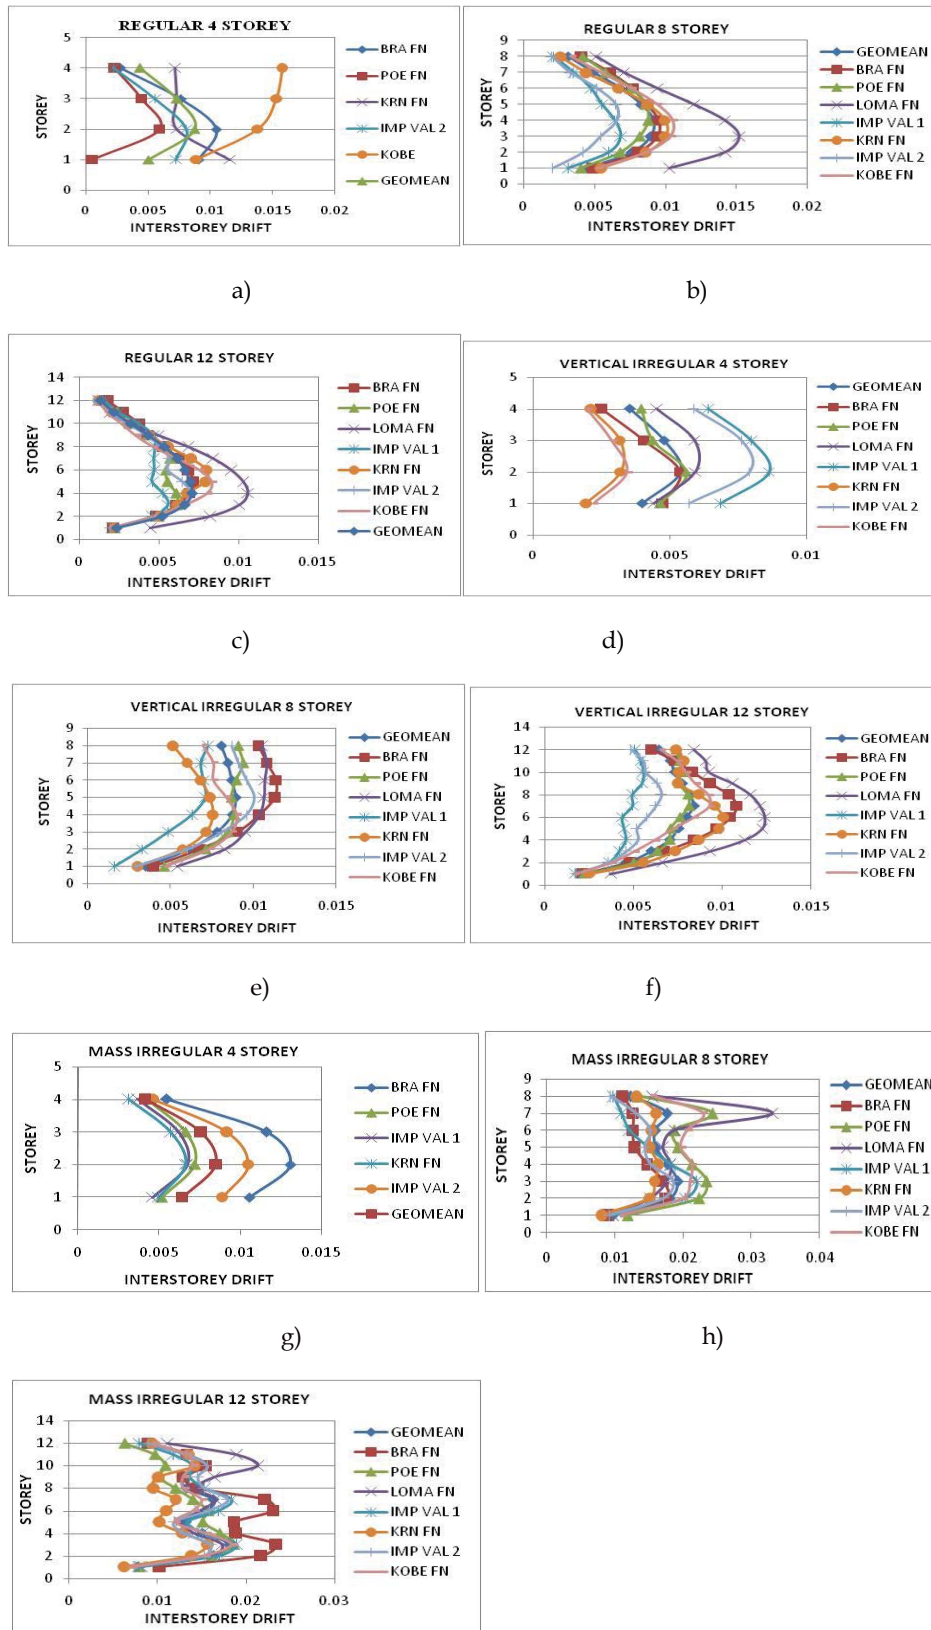 REGULAR 4 STOREY
STOREY
5
4
3
2
1
0
0 0.005 0.01 0.015 0.02
INTERSTOREY DRIFT
BRA FN
POE FN
KRN FN
IMP VAL 2
KOBE
GEOMEAN
a)
REGULAR 8 STOREY
STOREY
9
8
7
6
5
4
3
2
1
0
0 0.005 0.01 0.015 0.02
INTERSTOREY DRIFT
GEOMEAN
BRA FN
POE FN
LOMA FN
IMP VAL 1
KRN FN
IMP VAL 2
KOBE FN
b)
REGULAR 12 STOREY
STOREY
14
12
10
8
6
4
2
0
0 0.005 0.01 0.015
INTERSTOREY DRIFT
BRA FN
POE FN
LOMA FN
IMP VAL 1
KRN FN
IMP VAL 2
KOBE FN
GEOMEAN
c)
VERTICAL IRREGULAR 4 STOREY
STOREY
5
4
3
2
1
0
0 0.005 0.01
INTERSTOREY DRIFT
GEOMEAN
BRA FN
POE FN
LOMA FN
IMP VAL 1
KRN FN
IMP VAL 2
KOBE FN
d)
VERTICAL IRREGULAR 8 STOREY
STOREY
9
8
7
6
5
4
3
2
1
0
0 0.005 0.01 0.015
INTERSTOREY DRIFT
GEOMEAN
BRA FN
POE FN
LOMA FN
IMP VAL 1
KRN FN
IMP VAL 2
KOBE FN
e)
VERTICAL IRREGULAR 12 STOREY
STOREY
14
12
10
8
6
4
2
0
0 0.005 0.01 0.015
INTERSTOREY DRIFT
GEOMEAN
BRA FN
POE FN
LOMA FN
IMP VAL 1
KRN FN
IMP VAL 2
KOBE FN
f)
MASS IRREGULAR 4 STOREY
STOREY
5
4
3
2
1
0
0 0.005 0.01 0.015
INTERSTOREY DRIFT
BRA FN
POE FN
IMP VAL 1
KRN FN
IMP VAL 2
GEOMEAN
g)
MASS IRREGULAR 8 STOREY
STOREY
9
8
7
6
5
4
3
2
1
0
0 0.01 0.02 0.03 0.04
INTERSTOREY DRIFT
GEOMEAN
BRA FN
POE FN
LOMA FN
IMP VAL 1
KRN FN
IMP VAL 2
KOBE FN
h)
MASS IRREGULAR 12 STOREY
STOREY
14
12
10
8
6
4
2
0
0 0.01 0.02 0.03
INTERSTOREY DRIFT
GEOMEAN
BRA FN
POE FN
LOMA FN
IMP VAL 1
KRN FN
IMP VAL 2
KOBE FN